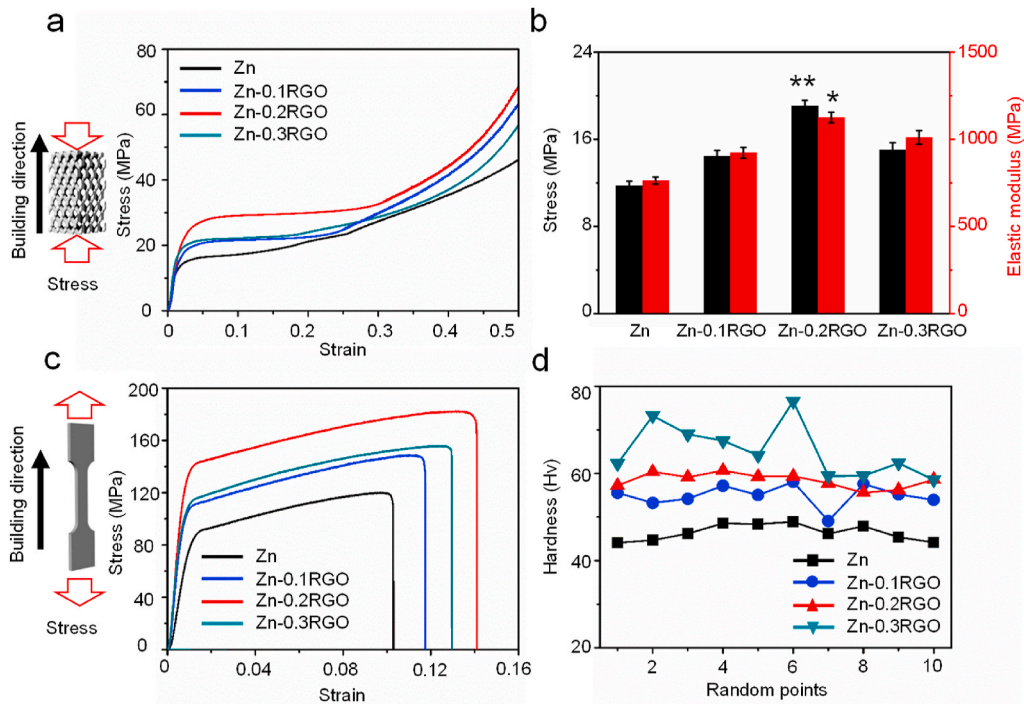 a
Building direction
Stress
Stress (MPa)
80
60
40
20
0
Zn
Zn-0.1RGO
Zn-0.2RGO
Zn-0.3RGO
0 0.1 0.2 0.3 0.4 0.5
Strain
b
Stress (MPa)
24
16
8
0
** *
1500
1000
500
0
Elastic modulus (MPa)
Zn Zn-0.1RGO Zn-0.2RGO Zn-0.3RGO
c
Building direction
Stress
Stress (MPa)
200
160
120
80
40
0
Zn
Zn-0.1RGO
Zn-0.2RGO
Zn-0.3RGO
0 0.04 0.08 0.12 0.16
Strain
d
Hardness (Hv)
80
60
40
20
Zn
Zn-0.1RGO
Zn-0.2RGO
Zn-0.3RGO
2 4 6 8 10
Random points